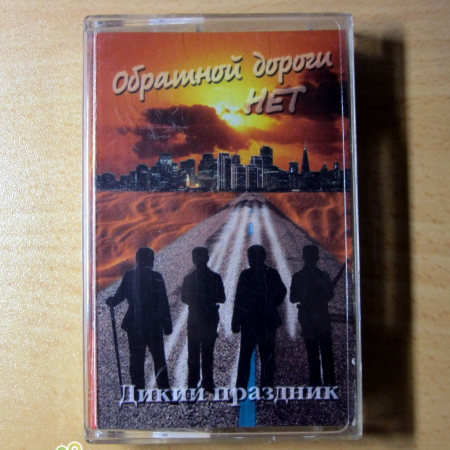 Обратной дороги
НЕТ
Дикий праздник